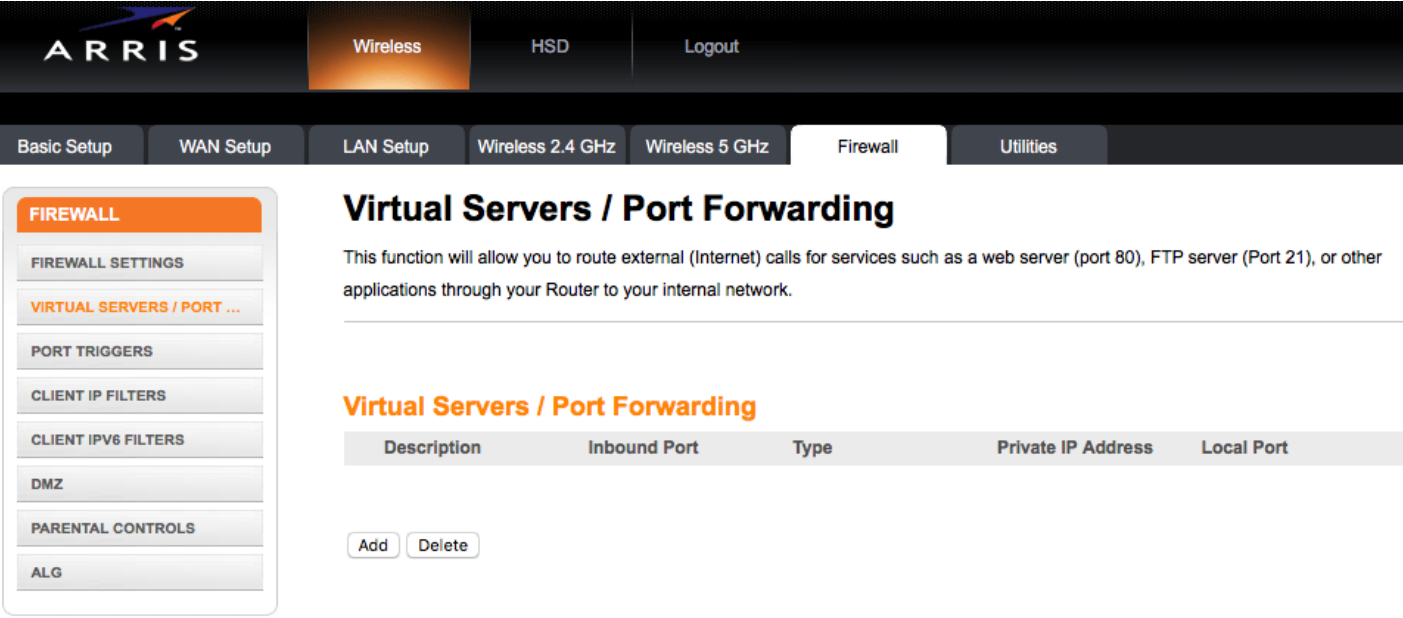 ARRIS
Wireless HSD Logout
Basic Setup WAN Setup LAN Setup Wireless 2.4 GHz Wireless 5 GHz Firewall Utilities
FIREWALL
FIREWALL SETTINGS
VIRTUAL SERVERS / PORT ...
PORT TRIGGERS
CLIENT IP FILTERS
CLIENT IPV6 FILTERS
DMZ
PARENTAL CONTROLS
ALG
Virtual Servers / Port Forwarding
This function will allow you to route external (Internet) calls for services such as a web server (port 80), FTP server (Port 21), or other
applications through your Router to your internal network.
Virtual Servers / Port Forwarding
Description Inbound Port Type Private IP Address Local Port
Add Delete